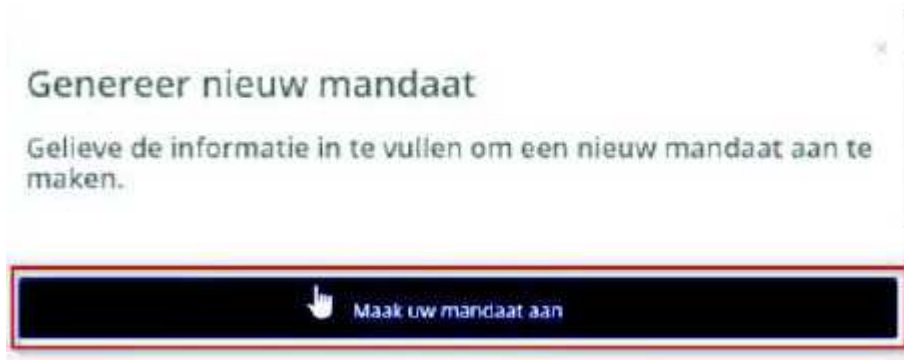 Genereer nieuw mandaat
Gelieve de informatie in te vullen om een nieuw mandaat aan te
maken.
Maak uw mandaat aan